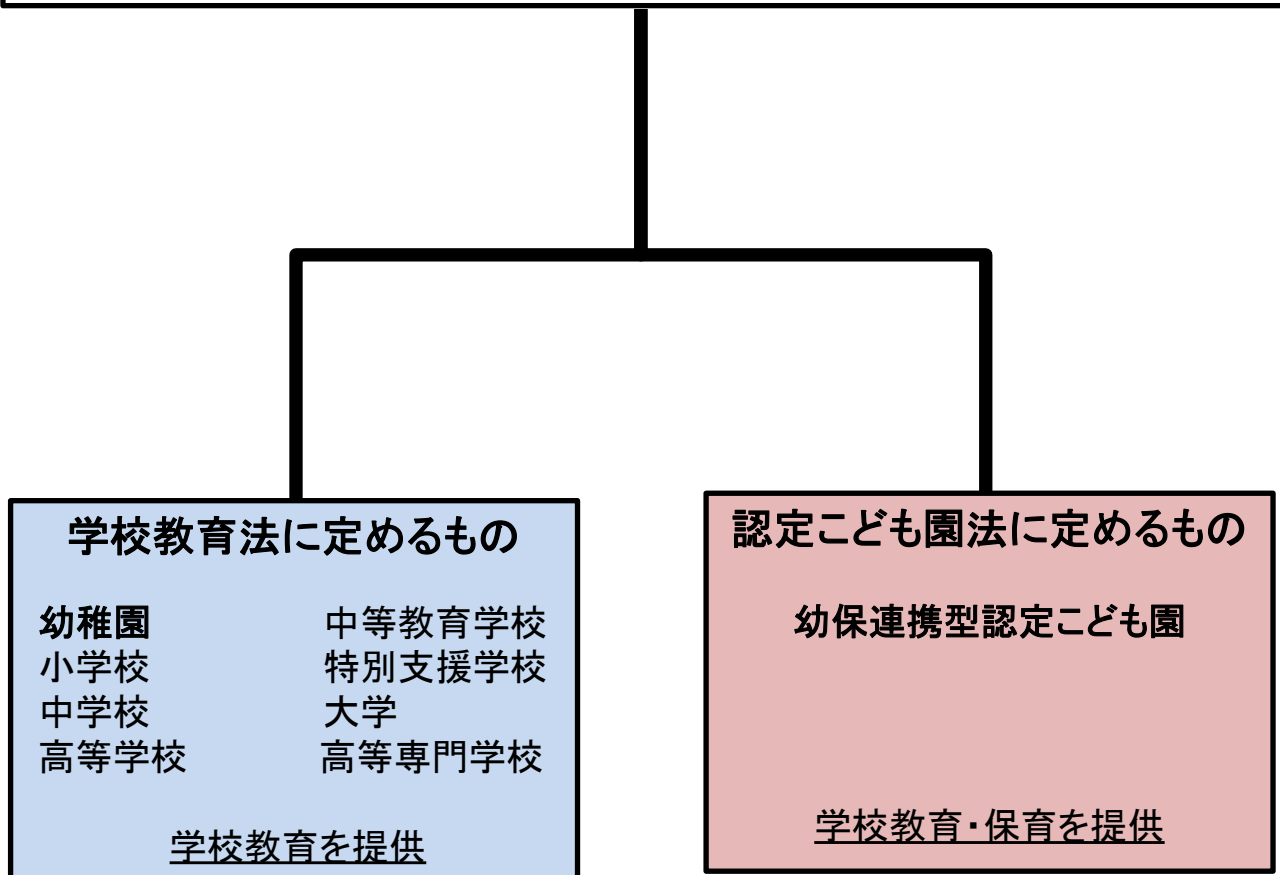 学校教育法に定めるもの
幼稚園 中等教育学校
小学校 特別支援学校
中学校 大学
高等学校 高等専門学校
学校教育を提供
認定こども園法に定めるもの
幼保連携型認定こども園
学校教育・保育を提供